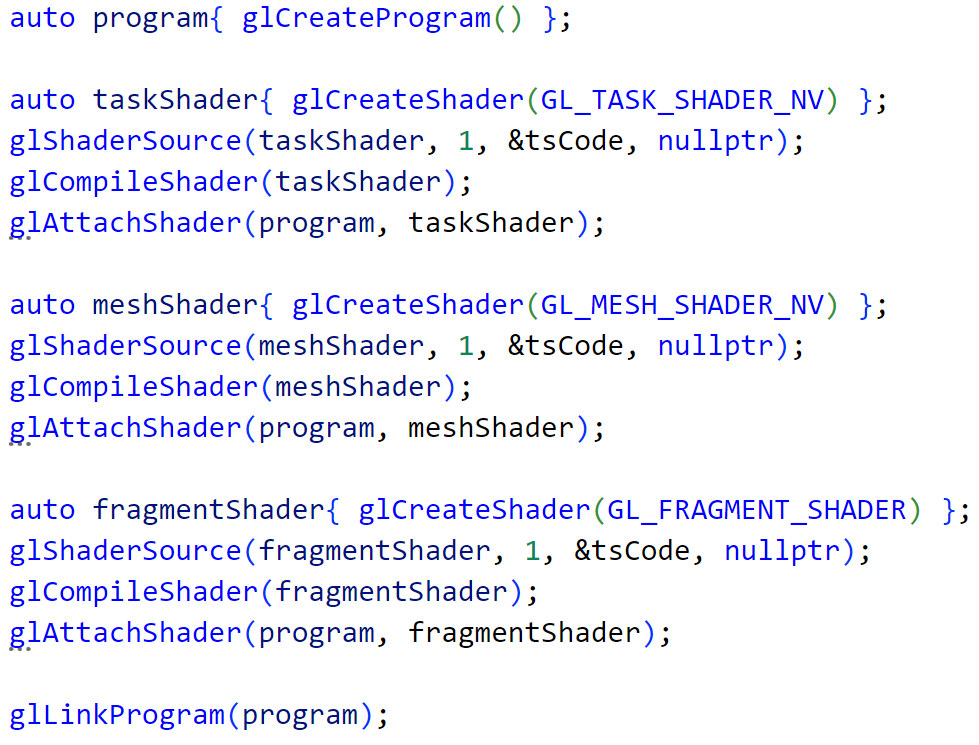 auto program{ glCreateProgram() };
auto taskShader{ glCreateShader(GL_TASK_SHADER_NV) };
glShaderSource(taskShader, 1, &tsCode, nullptr);
glCompileShader(taskShader);
glAttachShader(program, taskShader);
auto meshShader{ glCreateShader(GL_MESH_SHADER_NV) };
glShaderSource(meshShader, 1, &tsCode, nullptr);
glCompileShader(meshShader);
glAttachShader(program, meshShader);
auto fragmentShader{ glCreateShader(GL_FRAGMENT_SHADER) };
glShaderSource(fragmentShader, 1, &tsCode, nullptr);
glCompileShader(fragmentShader);
glAttachShader(program, fragmentShader);
glLinkProgram(program);